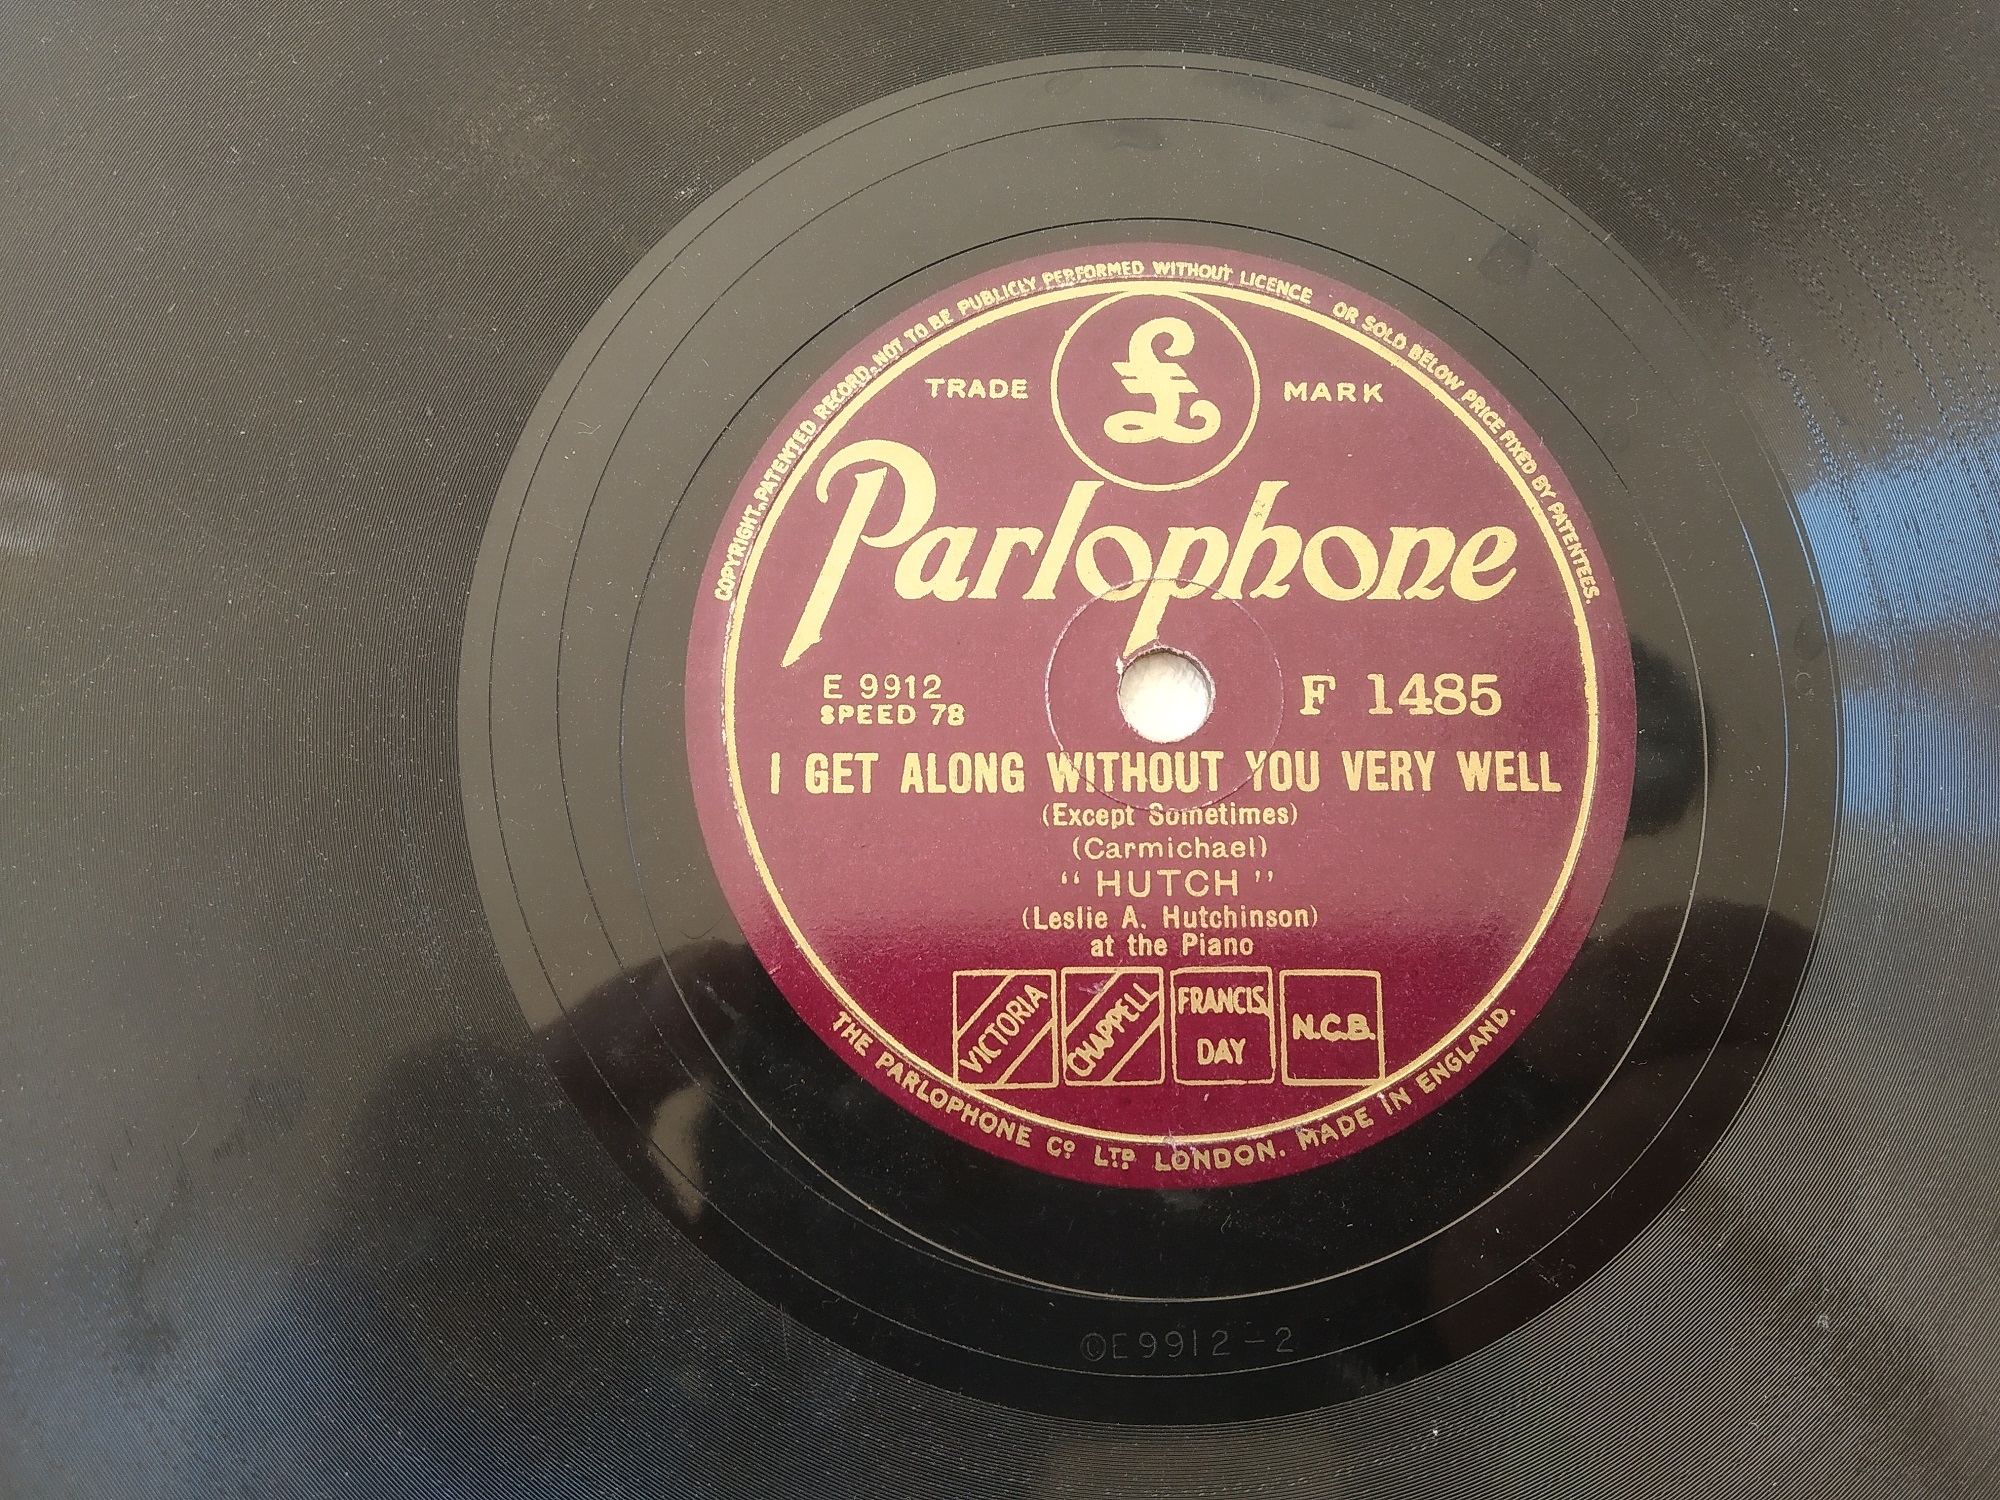 COPYRIGHT. PATENTED RECORD. NOT TO BE PUBLICLY PERFORMED WITHOUT LICENCE OR SOLD BELOW PRICE FIXED BY PATENTEES.
£
TRADE MARK
Parlophone
E 9912 F 1485
SPEED 78
I GET ALONG WITHOUT YOU VERY WELL
(Except Sometimes)
(Carmichael)
“HUTCH”
(Leslie A. Hutchinson)
at the Piano
VICTORIA CHAPPELL FRANCIS DAY N.C.B.
THE PARLOPHONE Co LTD LONDON. MADE IN ENGLAND.
©E9912-2